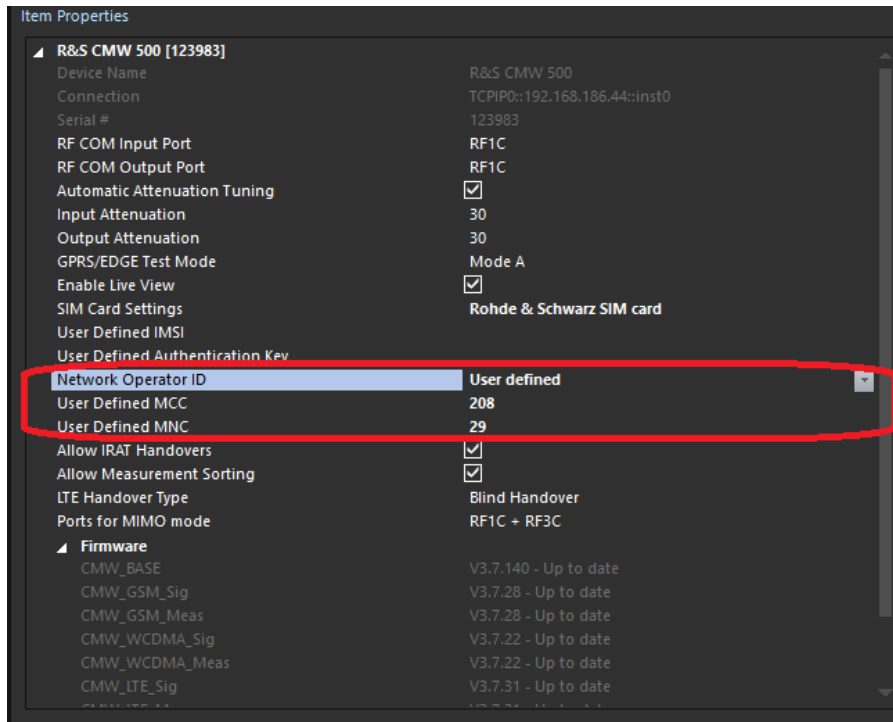 Item Properties
R&S CMW 500 [123983]
Device Name R&S CMW 500
Connection TCPIP0::192.168.186.44::inst0
Serial # 123983
RF COM Input Port RF1C
RF COM Output Port RF1C
Automatic Attenuation Tuning
Input Attenuation 30
Output Attenuation 30
GPRS/EDGE Test Mode Mode A
Enable Live View
SIM Card Settings Rohde & Schwarz SIM card
User Defined IMSI
User Defined Authentication Key
Network Operator ID User defined
User Defined MCC 208
User Defined MNC 29
Allow IRAT Handovers
Allow Measurement Sorting
LTE Handover Type Blind Handover
Ports for MIMO mode RF1C + RF3C
Firmware
CMW_BASE V3.7.140 - Up to date
CMW_GSM_Sig V3.7.28 - Up to date
CMW_GSM_Meas V3.7.28 - Up to date
CMW_WCDMA_Sig V3.7.22 - Up to date
CMW_WCDMA_Meas V3.7.22 - Up to date
CMW_LTE_Sig V3.7.31 - Up to date